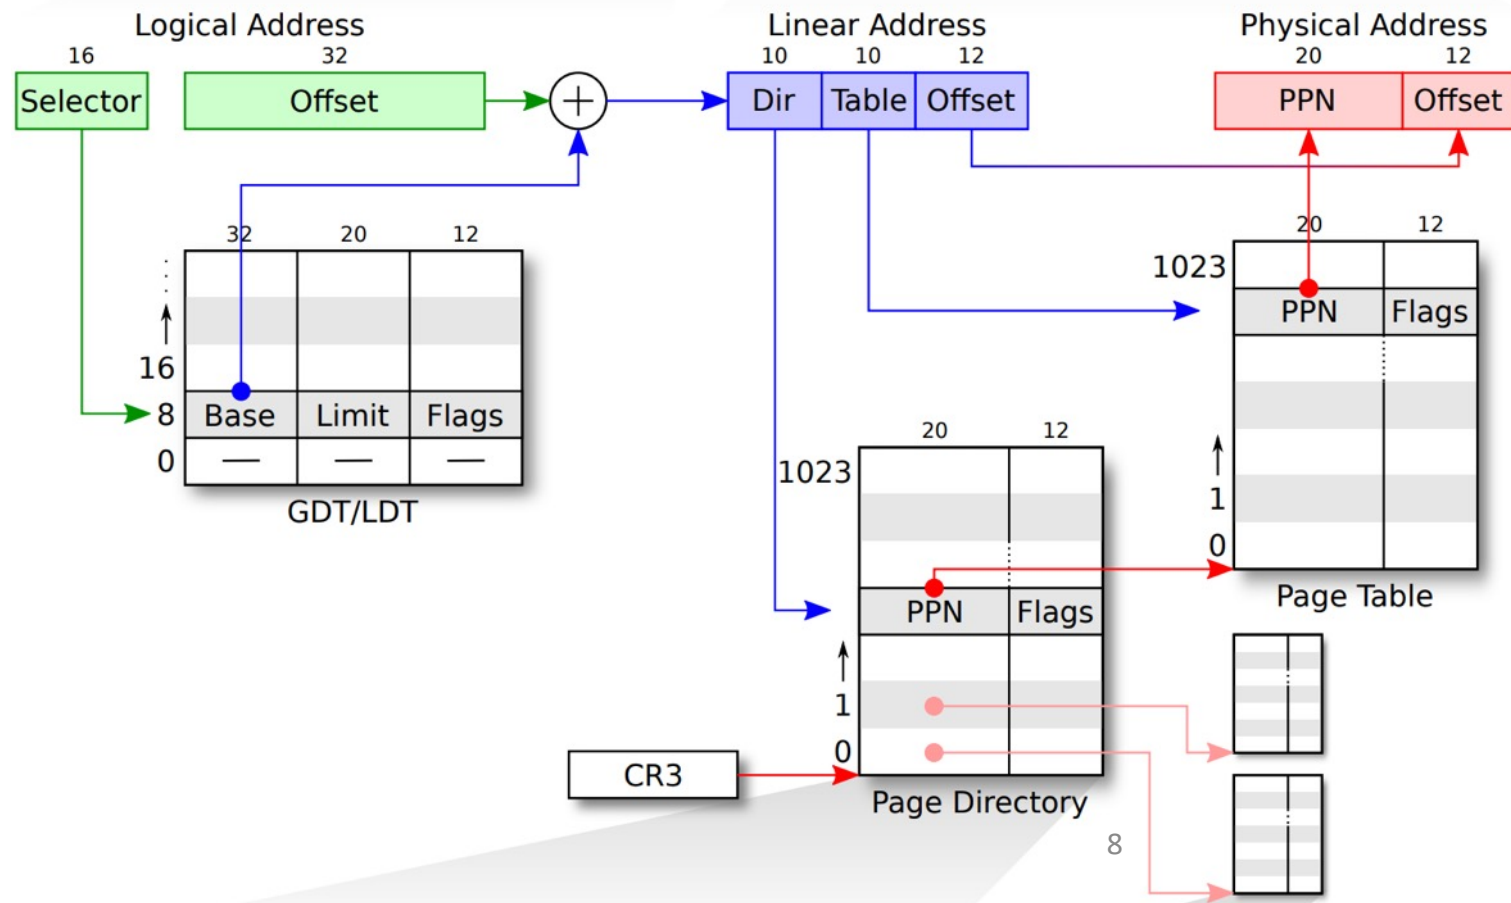 Logical Address
Linear Address
Physical Address
16
32
10
10
12
20
12
Selector
Offset
+
Dir
Table
Offset
PPN
Offset
32
20
12
20
12
1023
PPN
Flags
16
8
Base
Limit
Flags
0
— — —
GDT/LDT
20
12
1023
1
0
Page Table
PPN
Flags
1
0
CR3
Page Directory
8